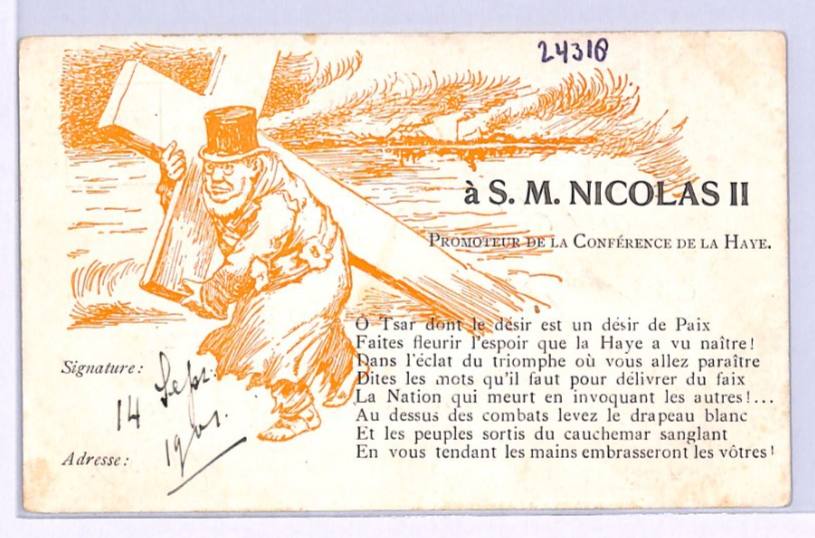 24318
à S. M. NICOLAS II
PROMOTEUR DE LA CONFÉRENCE DE LA HAYE.
O Tsar dont le désir est un désir de Paix
Faites fleurir l'espoir que la Haye a vu naître!
Dans l'éclat du triomphe où vous allez paraître
Dites les mots qu'il faut pour délivrer du faix
La Nation qui meurt en invoquant les autres!...
Au dessus des combats levez le drapeau blanc
Et les peuples sortis du cauchemar sanglant
En vous tendant les mains embrasseront les vôtres!
Signature:
14 Sept
1901.
Adresse: